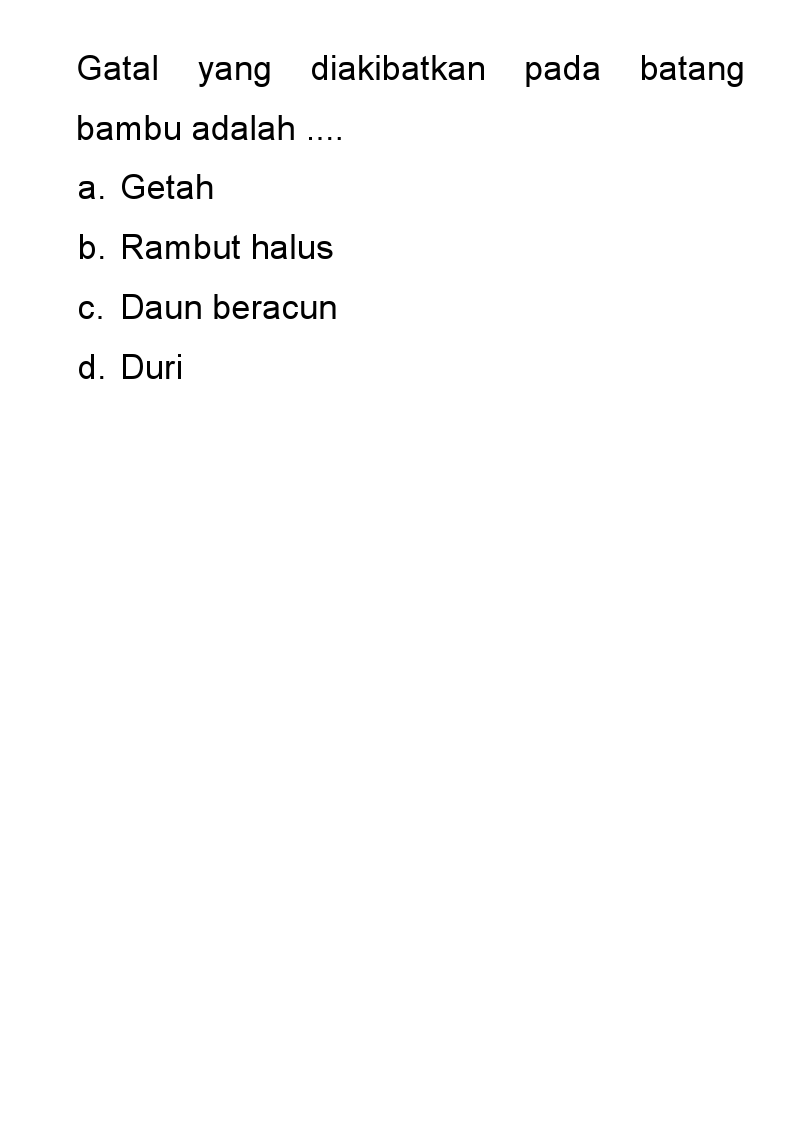 Gatal yang diakibatkan pada batang
bambu adalah ....
a. Getah
b. Rambut halus
c. Daun beracun
d. Duri